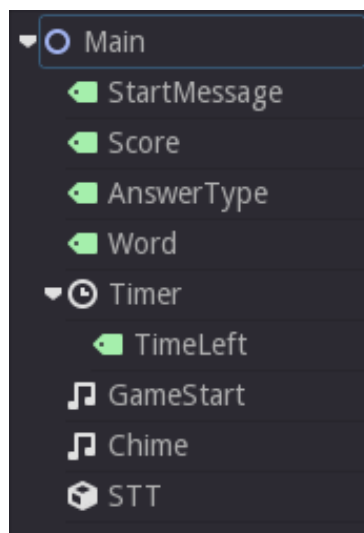 Main
StartMessage
Score
AnswerType
Word
Timer
TimeLeft
GameStart
Chime
STT